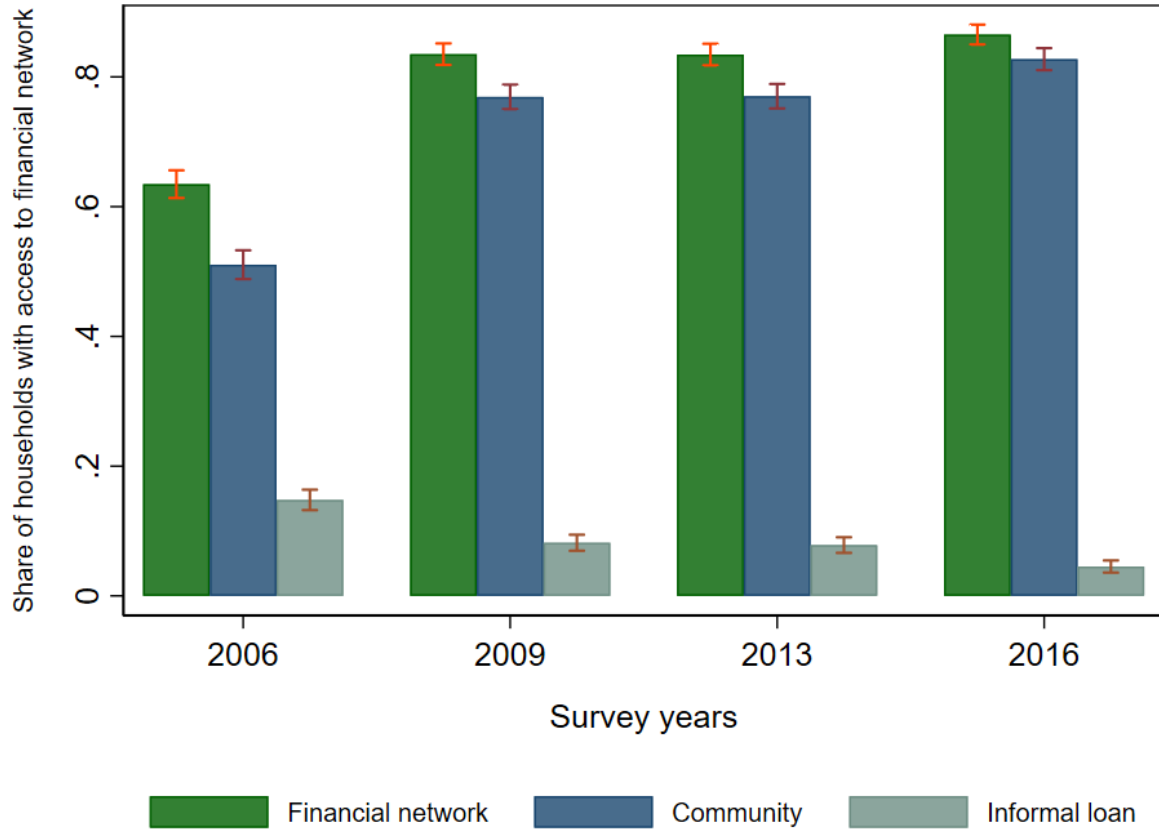 Share of households with access to financial network
.8
.6
.4
.2
0
2006 2009 2013 2016
Survey years
Financial network Community Informal loan